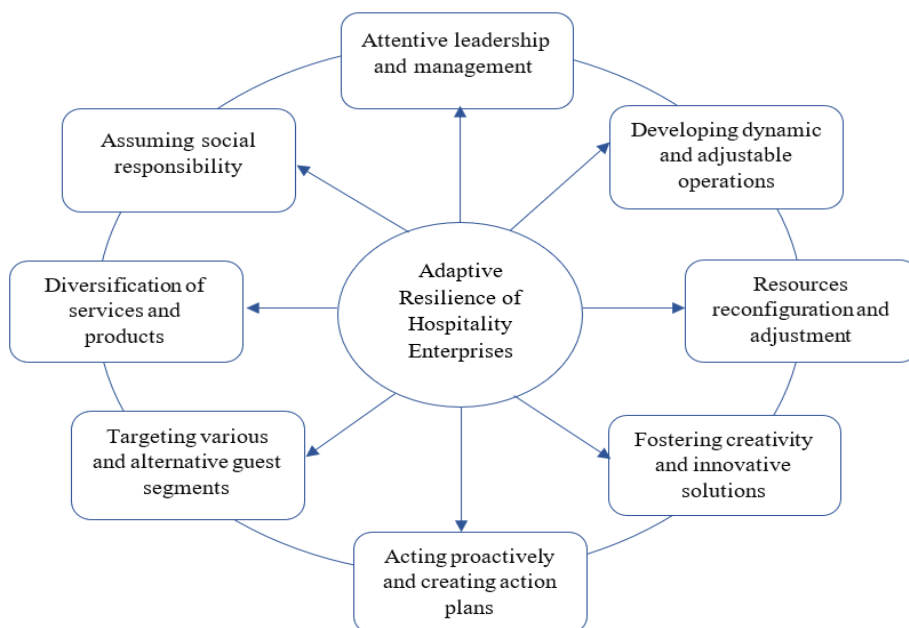 Attentive leadership
and management
Developing dynamic
and adjustable
operations
Resources
reconfiguration and
adjustment
Fostering creativity
and innovative
solutions
Acting proactively
and creating action
plans
Targeting various
and alternative guest
segments
Diversification of
services and
products
Assuming social
responsibility
Adaptive
Resilience of
Hospitality
Enterprises